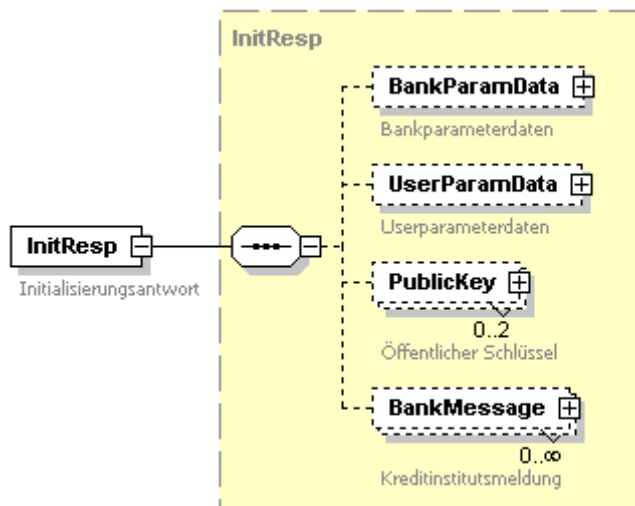 InitResp
BankParamData
Bankparameterdaten
UserParamData
Userparameterdaten
InitResp
Initialisierungsantwort
PublicKey
0..2
Öffentlicher Schlüssel
BankMessage
0..∞
Kreditinstitutsmeldung